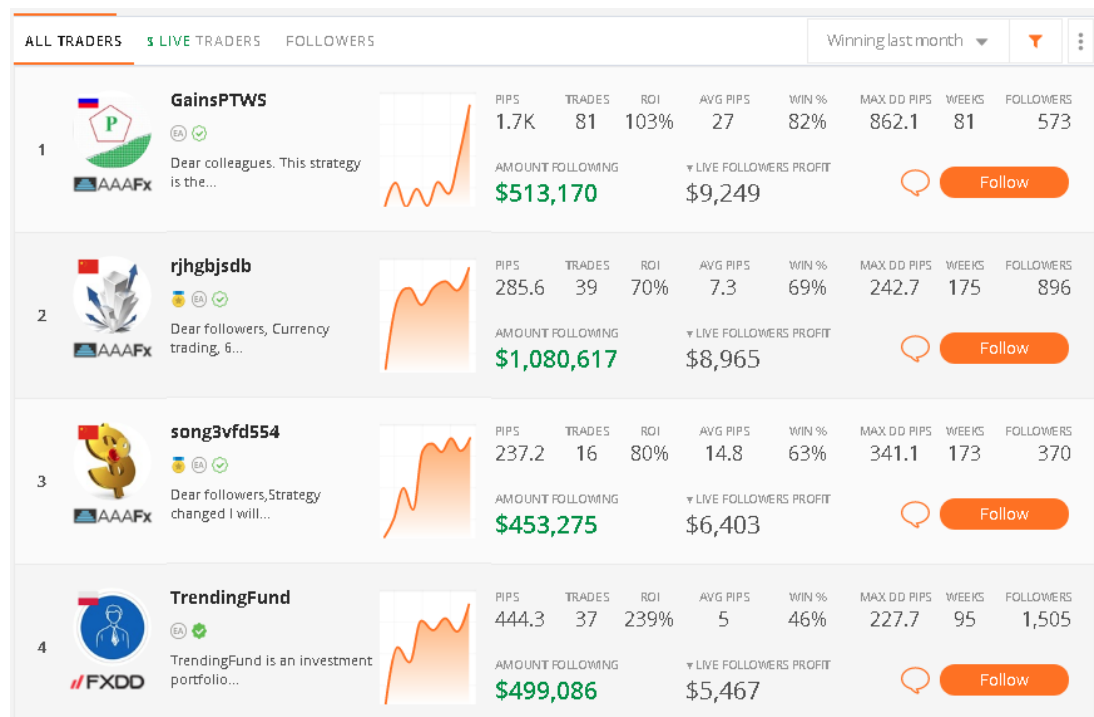 ALL TRADERS $ LIVE TRADERS FOLLOWERS Winning last month
1
P
AAAFx
GainsPTWS
EA
Dear colleagues. This strategy
is the...
PIPS TRADES ROI AVG PIPS WIN % MAX DD PIPS WEEKS FOLLOWERS
1.7K 81 103% 27 82% 862.1 81 573
AMOUNT FOLLOWING ▾ LIVE FOLLOWERS PROFIT
$513,170 $9,249 Follow
2
AAAFx
rjhgbjsdb
EA
Dear followers, Currency
trading, 6...
PIPS TRADES ROI AVG PIPS WIN % MAX DD PIPS WEEKS FOLLOWERS
285.6 39 70% 7.3 69% 242.7 175 896
AMOUNT FOLLOWING ▾ LIVE FOLLOWERS PROFIT
$1,080,617 $8,965 Follow
3
AAAFx
song3vfd554
EA
Dear followers,Strategy
changed I will...
PIPS TRADES ROI AVG PIPS WIN % MAX DD PIPS WEEKS FOLLOWERS
237.2 16 80% 14.8 63% 341.1 173 370
AMOUNT FOLLOWING ▾ LIVE FOLLOWERS PROFIT
$453,275 $6,403 Follow
4
FXDD
TrendingFund
EA
TrendingFund is an investment
portfolio...
PIPS TRADES ROI AVG PIPS WIN % MAX DD PIPS WEEKS FOLLOWERS
444.3 37 239% 5 46% 227.7 95 1,505
AMOUNT FOLLOWING ▾ LIVE FOLLOWERS PROFIT
$499,086 $5,467 Follow